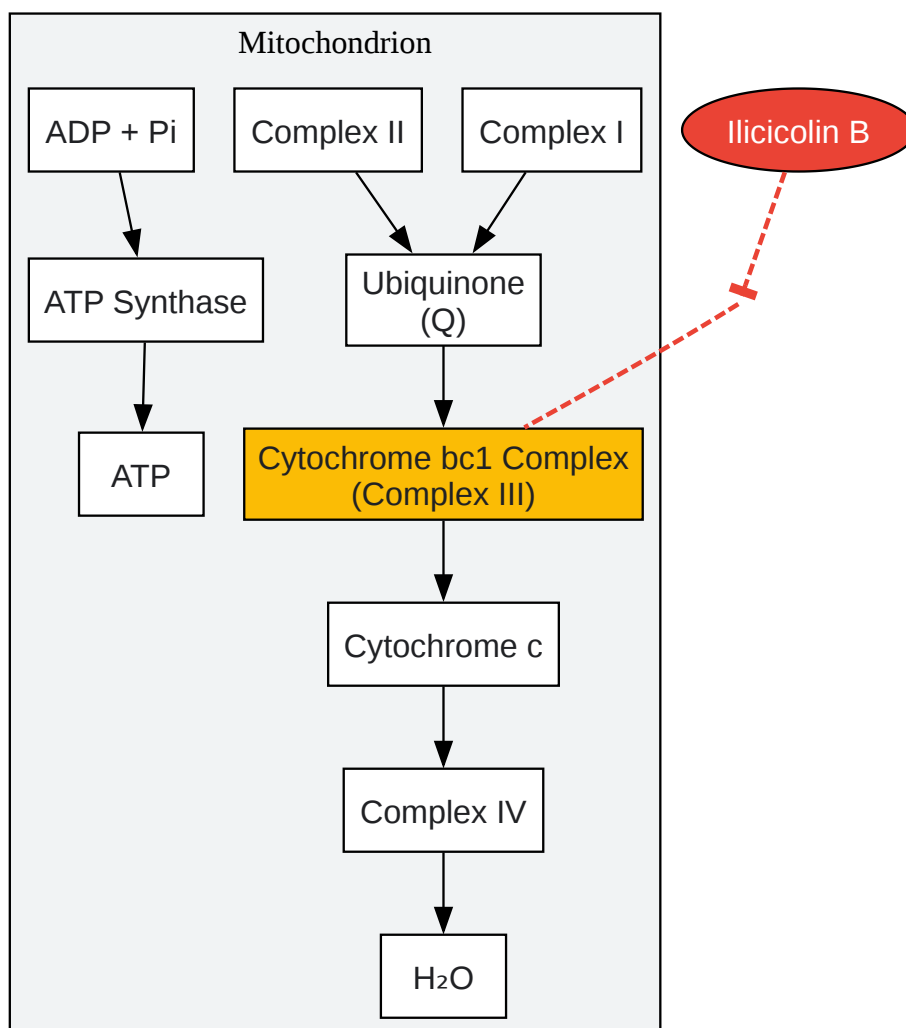 Mitochondrion
ADP + Pi
Complex II
Complex I
Ilicicolin B
ATP Synthase
Ubiquinone
(Q)
ATP
Cytochrome bc1 Complex
(Complex III)
Cytochrome c
Complex IV
H₂O